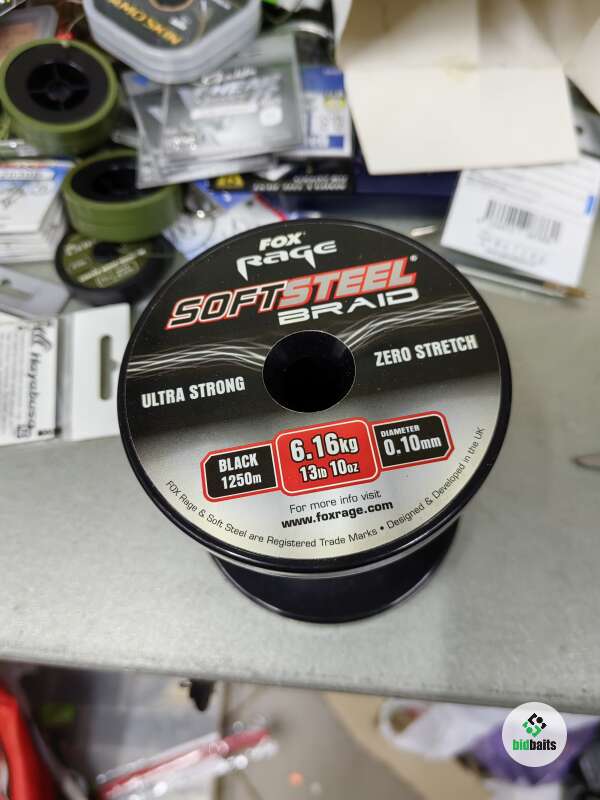 FOX
Rage
SOFTSTEEL®
BRAID
ULTRA STRONG
ZERO STRETCH
BLACK
1250m
6.16kg
13lb 10oz
DIAMETER
0.10mm
For more info visit
www.foxrage.com
FOX Rage & Soft Steel are Registered Trade Marks • Designed & Developed in the UK
Hayabusa
bidbaits